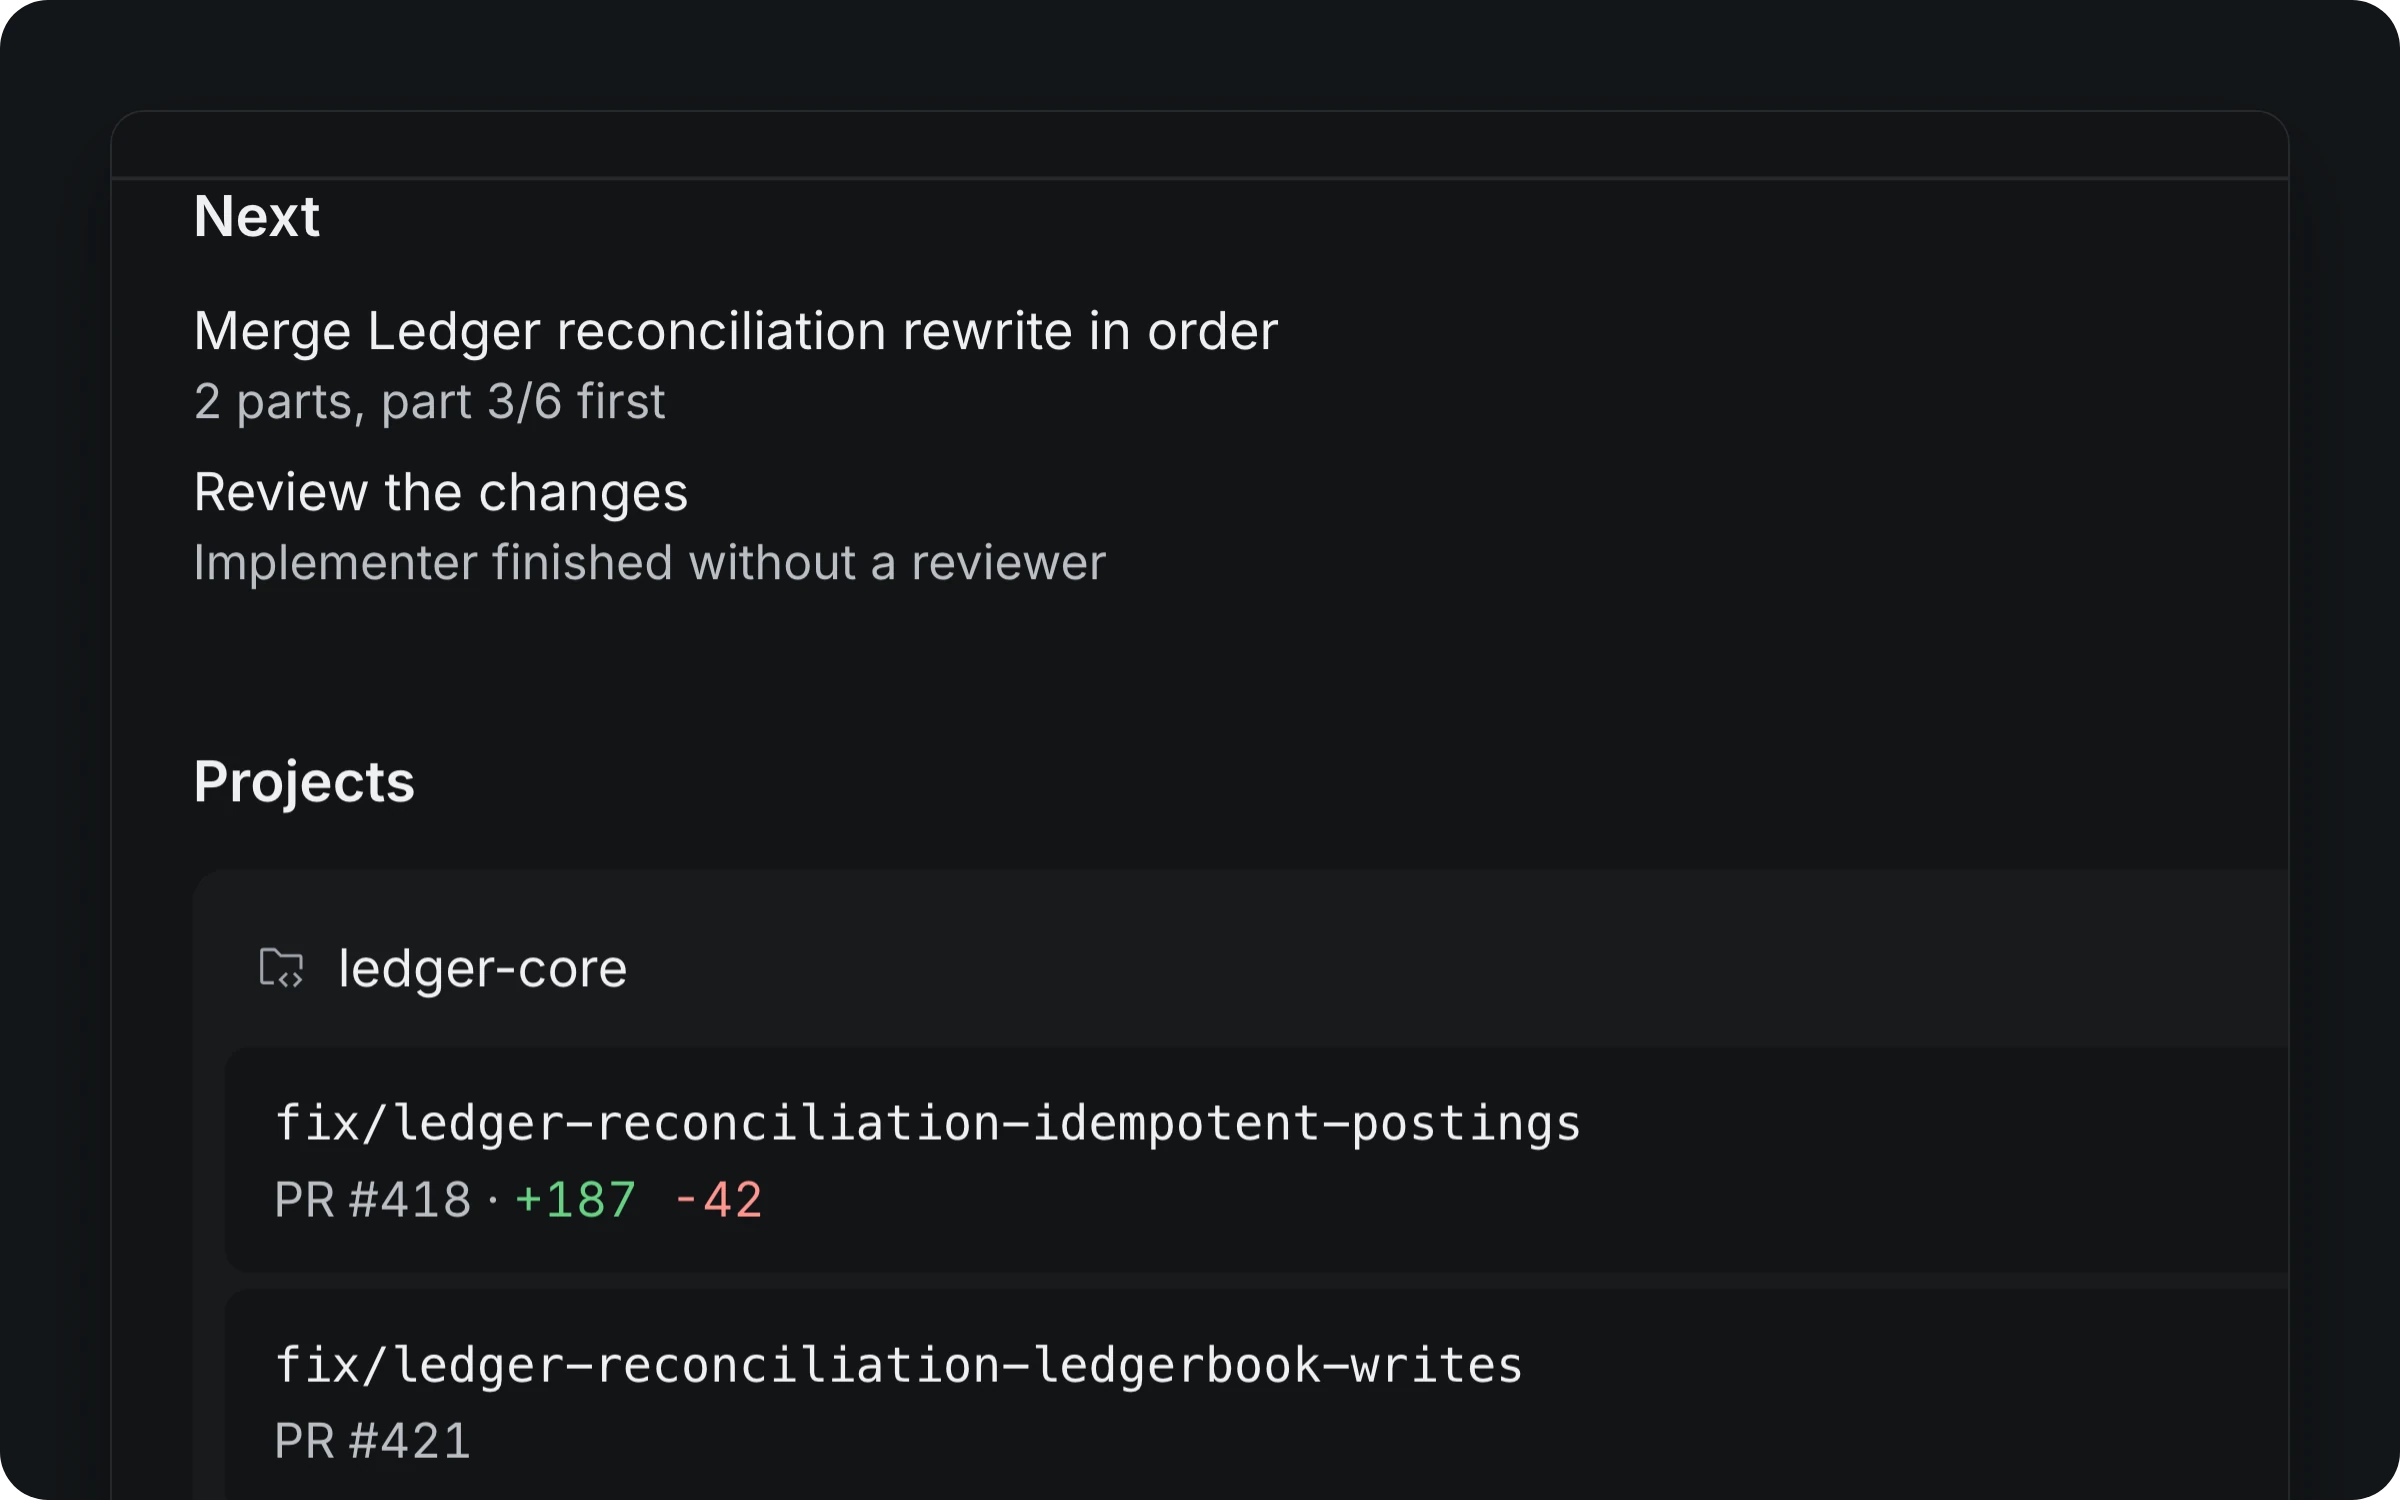 Next
Merge Ledger reconciliation rewrite in order
2 parts, part 3/6 first
Review the changes
Implementer finished without a reviewer
Projects
ledger-core
fix/ledger-reconciliation-idempotent-postings
PR #418 · +187 -42
fix/ledger-reconciliation-ledgerbook-writes
PR #421